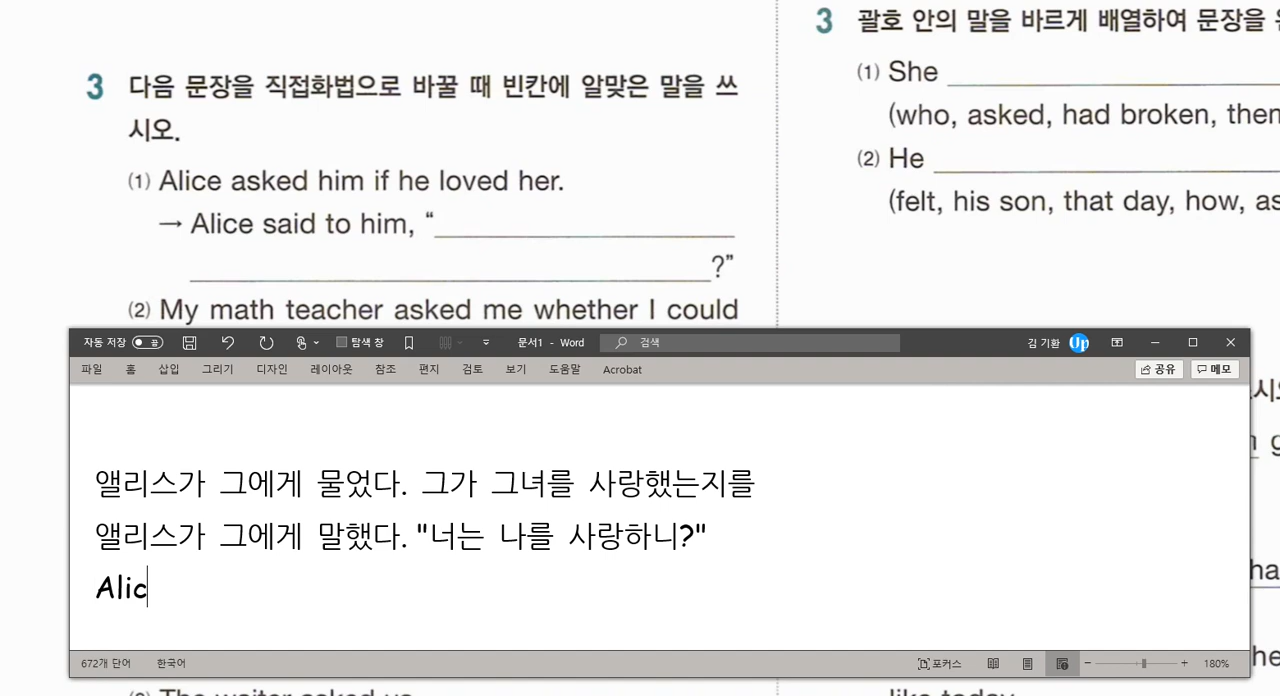 3 다음 문장을 직접화법으로 바꿀 때 빈칸에 알맞은 말을 쓰
시오.
(1) Alice asked him if he loved her.
→ Alice said to him, “
?”
(2) My math teacher asked me whether I could
3 괄호 안의 말을 바르게 배열하여 문장을
(1) She
(who, asked, had broken,
(2) He
(felt, his son, that day, how,
자동 저장 끔 탐색 창 문서1 - Word 검색 김 기환 Up
파일 홈 삽입 그리기 디자인 레이아웃 참조 편지 검토 보기 도움말 Acrobat 공유 메모
앨리스가 그에게 물었다. 그가 그녀를 사랑했는지를
앨리스가 그에게 말했다. "너는 나를 사랑하니?"
Alic
672개 단어 한국어 포커스 180%
like today